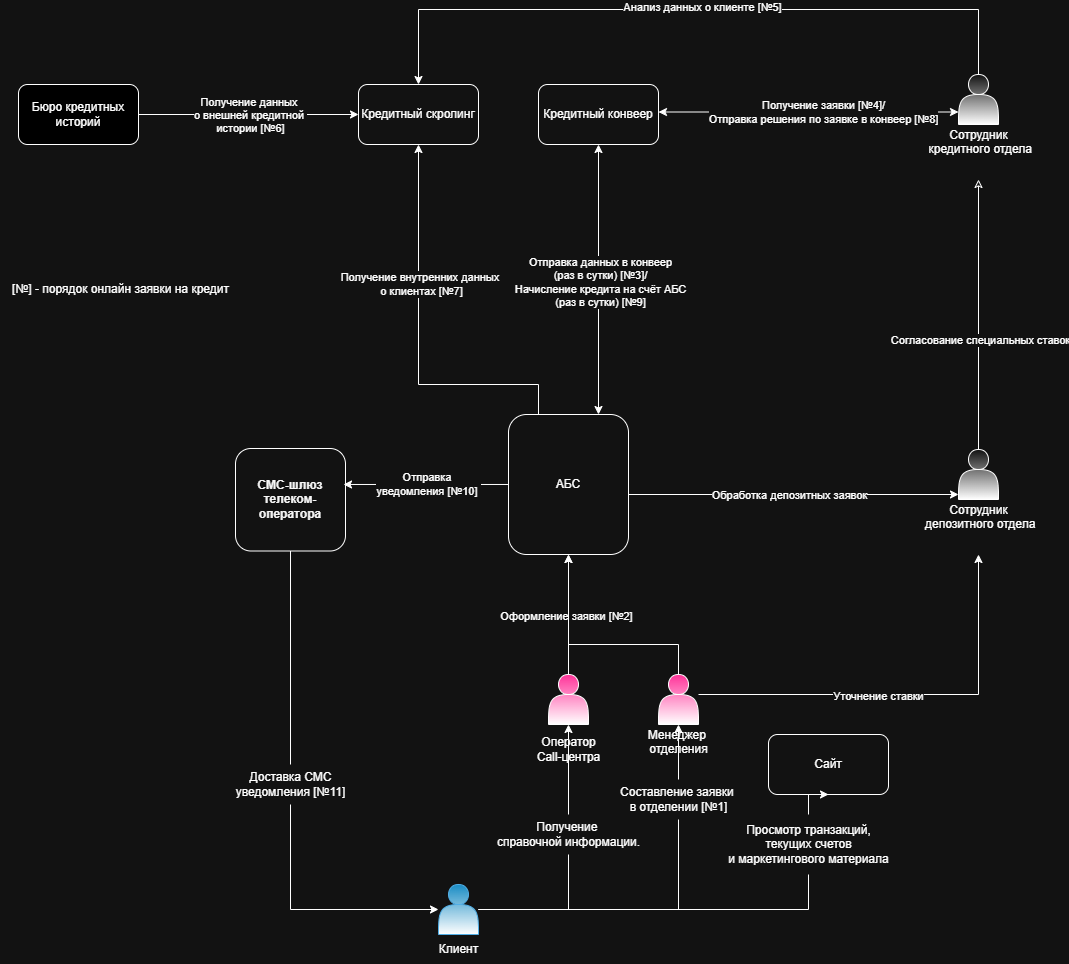 Анализ данных о клиенте [№5]
Бюро кредитных
историй
Получение данных
о внешней кредитной
истории [№6]
Кредитный скролинг
Кредитный конвеер
Получение заявки [№4]/
Отправка решения по заявке в конвеер [№8]
Сотрудник
кредитного отдела
[№] - порядок онлайн заявки на кредит
Получение внутренних данных
о клиентах [№7]
Отправка данных в конвеер
(раз в сутки) [№3]/
Начисление кредита на счёт АБС
(раз в сутки) [№9]
Согласование специальных ставок
СМС-шлюз
телеком-
оператора
Отправка
уведомления [№10]
АБС
Обработка депозитных заявок
Сотрудник
депозитного отдела
Оформление заявки [№2]
Оператор
Call-центра
Менеджер
отделения
Уточнение ставки
Сайт
Доставка СМС
уведомления [№11]
Составление заявки
в отделении [№1]
Получение
справочной информации.
Просмотр транзакций,
текущих счетов
и маркетингового материала
Клиент